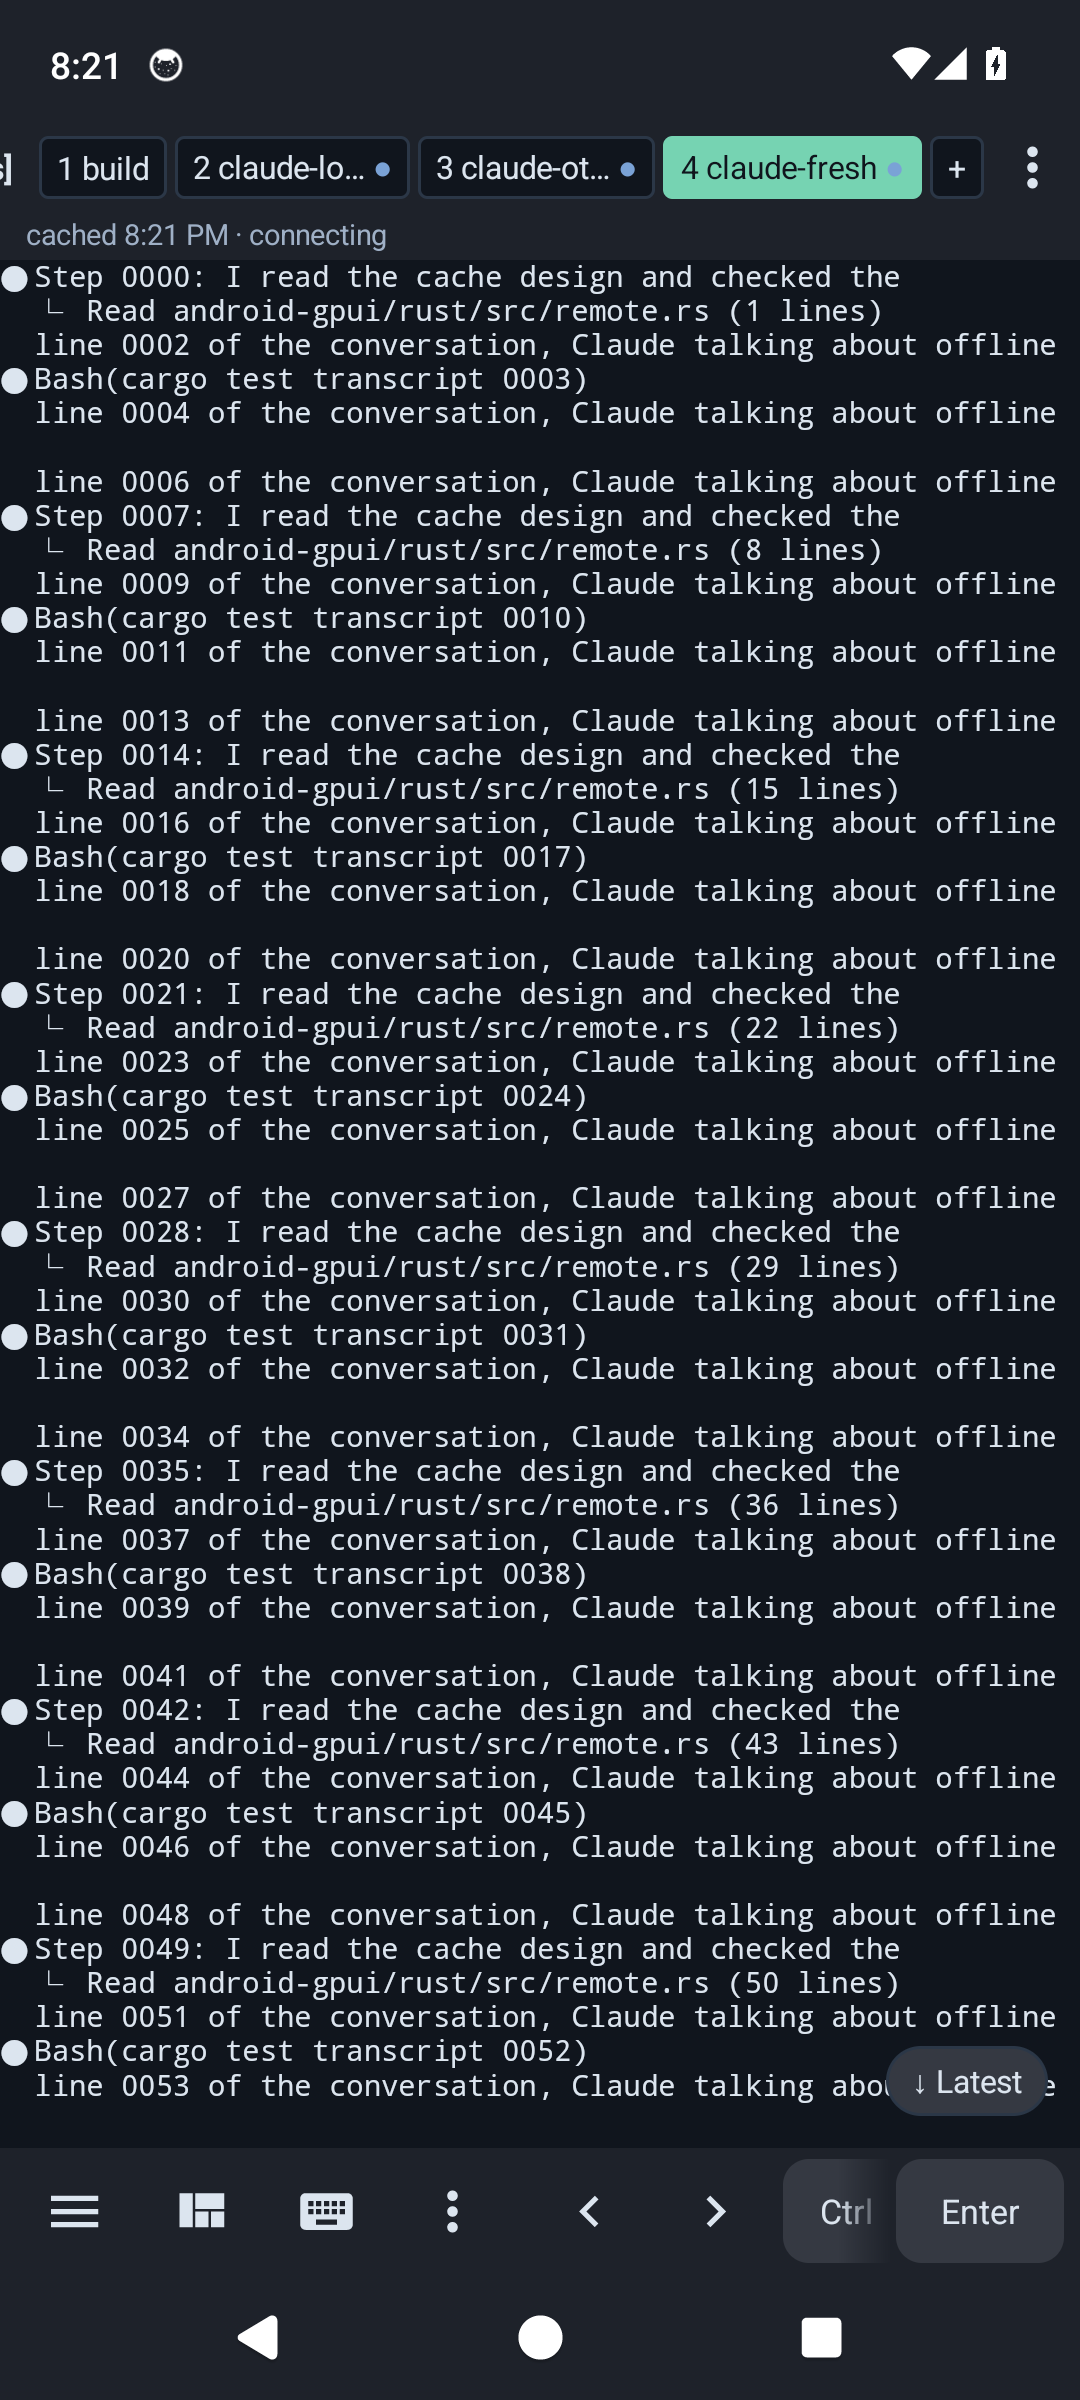 8:21
s]
1 build
2 claude-lo...
3 claude-ot...
4 claude-fresh
+
cached 8:21 PM · connecting
Step 0000: I read the cache design and checked the
└ Read android-gpui/rust/src/remote.rs (1 lines)
line 0002 of the conversation, Claude talking about offline
Bash(cargo test transcript 0003)
line 0004 of the conversation, Claude talking about offline
line 0006 of the conversation, Claude talking about offline
Step 0007: I read the cache design and checked the
└ Read android-gpui/rust/src/remote.rs (8 lines)
line 0009 of the conversation, Claude talking about offline
Bash(cargo test transcript 0010)
line 0011 of the conversation, Claude talking about offline
line 0013 of the conversation, Claude talking about offline
Step 0014: I read the cache design and checked the
└ Read android-gpui/rust/src/remote.rs (15 lines)
line 0016 of the conversation, Claude talking about offline
Bash(cargo test transcript 0017)
line 0018 of the conversation, Claude talking about offline
line 0020 of the conversation, Claude talking about offline
Step 0021: I read the cache design and checked the
└ Read android-gpui/rust/src/remote.rs (22 lines)
line 0023 of the conversation, Claude talking about offline
Bash(cargo test transcript 0024)
line 0025 of the conversation, Claude talking about offline
line 0027 of the conversation, Claude talking about offline
Step 0028: I read the cache design and checked the
└ Read android-gpui/rust/src/remote.rs (29 lines)
line 0030 of the conversation, Claude talking about offline
Bash(cargo test transcript 0031)
line 0032 of the conversation, Claude talking about offline
line 0034 of the conversation, Claude talking about offline
Step 0035: I read the cache design and checked the
└ Read android-gpui/rust/src/remote.rs (36 lines)
line 0037 of the conversation, Claude talking about offline
Bash(cargo test transcript 0038)
line 0039 of the conversation, Claude talking about offline
line 0041 of the conversation, Claude talking about offline
Step 0042: I read the cache design and checked the
└ Read android-gpui/rust/src/remote.rs (43 lines)
line 0044 of the conversation, Claude talking about offline
Bash(cargo test transcript 0045)
line 0046 of the conversation, Claude talking about offline
line 0048 of the conversation, Claude talking about offline
Step 0049: I read the cache design and checked the
└ Read android-gpui/rust/src/remote.rs (50 lines)
line 0051 of the conversation, Claude talking about offline
Bash(cargo test transcript 0052)
line 0053 of the conversation, Claude talking
↓ Latest
Ctrl
Enter